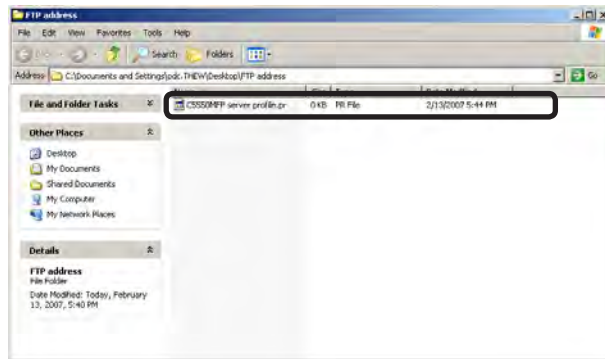 FTP address
File Edit View Favorites Tools Help
Back Search Folders
Address C:\Documents and Settings\pdc.THEW\Desktop\FTP address Go
File and Folder Tasks
C5550MFP server profile.pr 0 KB PR File 2/13/2007 5:44 PM
Other Places
Desktop
My Documents
Shared Documents
My Computer
My Network Places
Details
FTP address
File Folder
Date Modified: Today, February
13, 2007, 5:40 PM